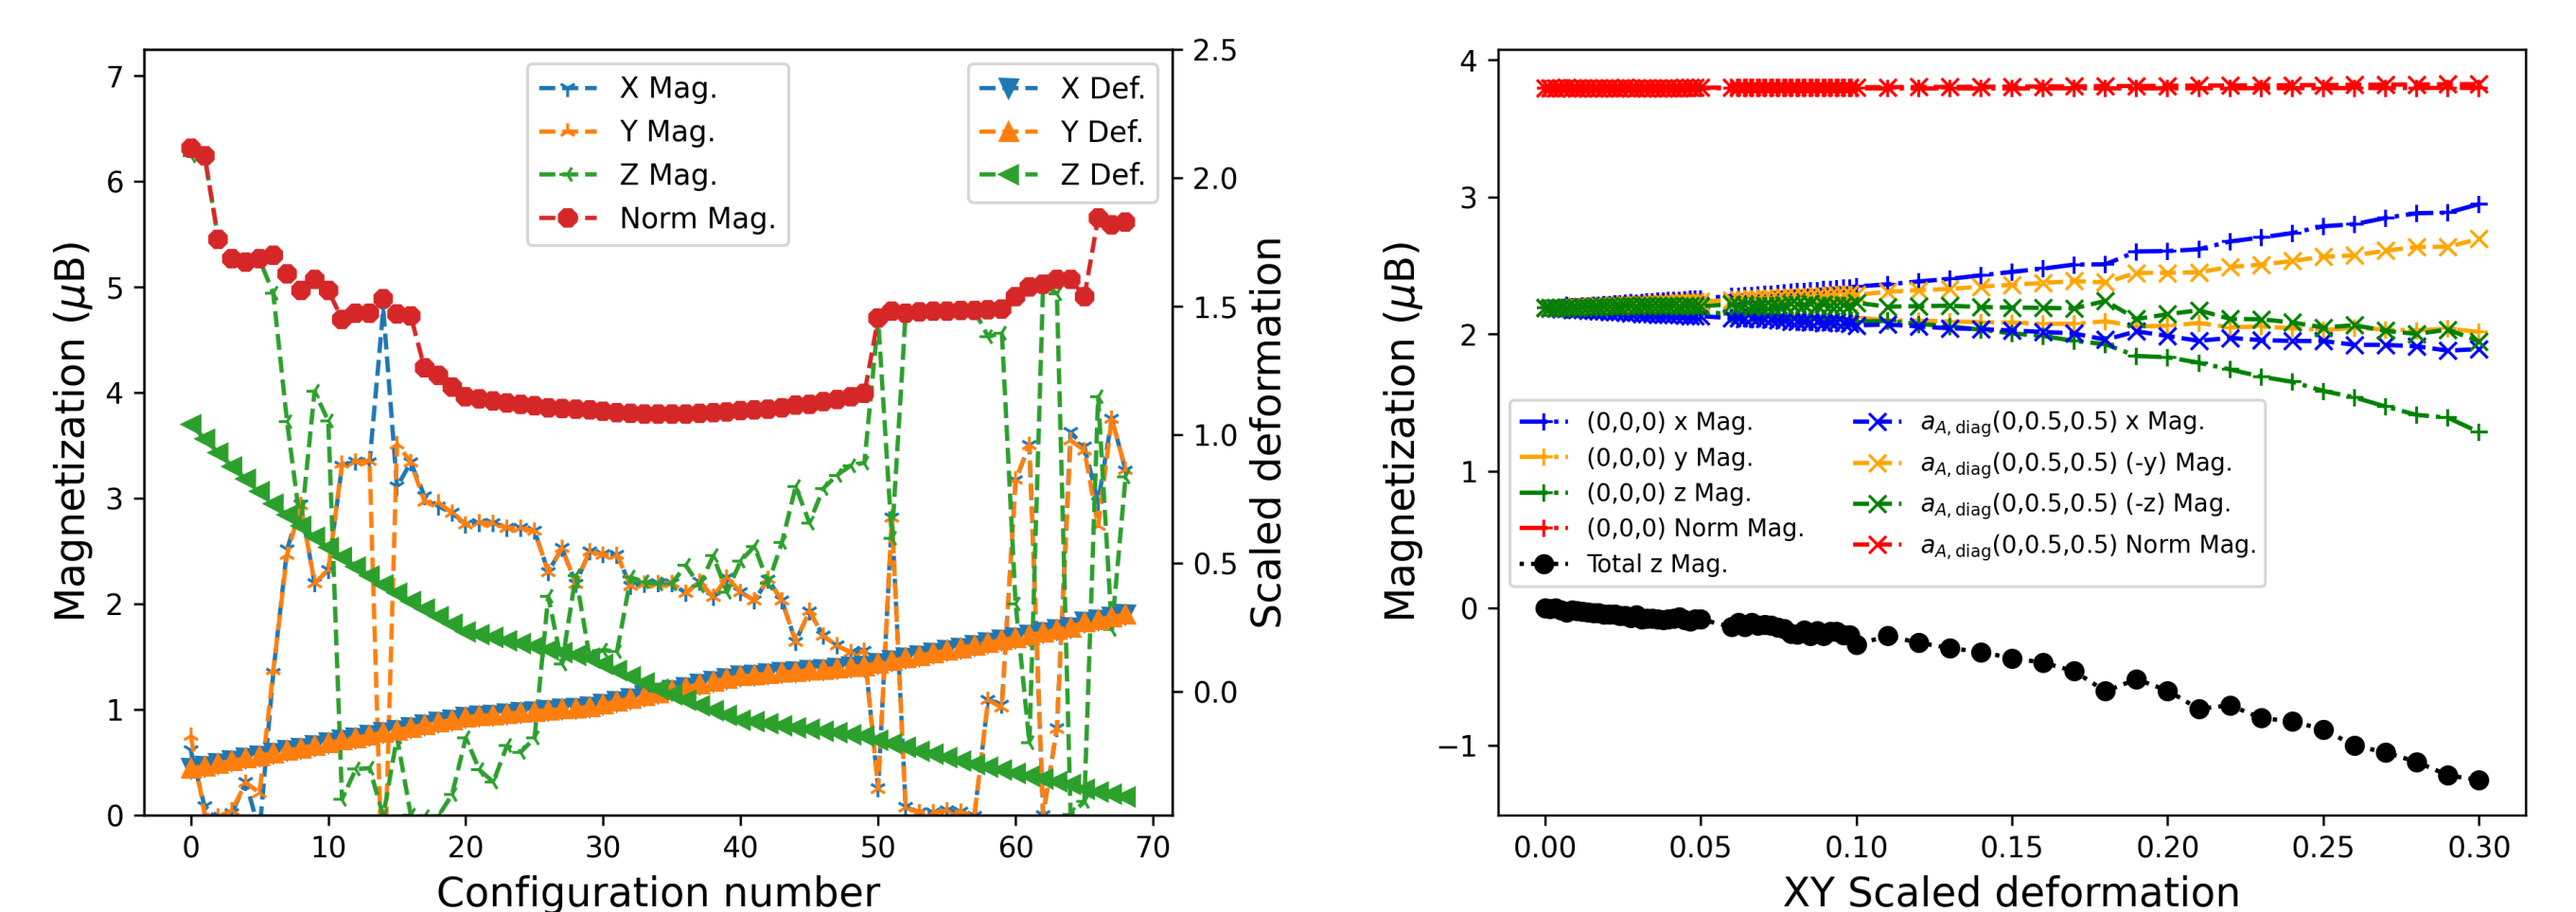 7
6
5
4
3
2
1
0
Magnetization (μB)
0
10
20
30
40
50
60
70
Configuration number
2.5
2.0
1.5
1.0
0.5
0.0
Scaled deformation
X Mag.
Y Mag.
Z Mag.
Norm Mag.
X Def.
Y Def.
Z Def.
4
3
2
1
0
−1
Magnetization (μB)
0.00
0.05
0.10
0.15
0.20
0.25
0.30
XY Scaled deformation
(0,0,0) x Mag.
(0,0,0) y Mag.
(0,0,0) z Mag.
(0,0,0) Norm Mag.
Total z Mag.
a_{A, diag}(0,0.5,0.5) x Mag.
a_{A, diag}(0,0.5,0.5) (-y) Mag.
a_{A, diag}(0,0.5,0.5) (-z) Mag.
a_{A, diag}(0,0.5,0.5) Norm Mag.